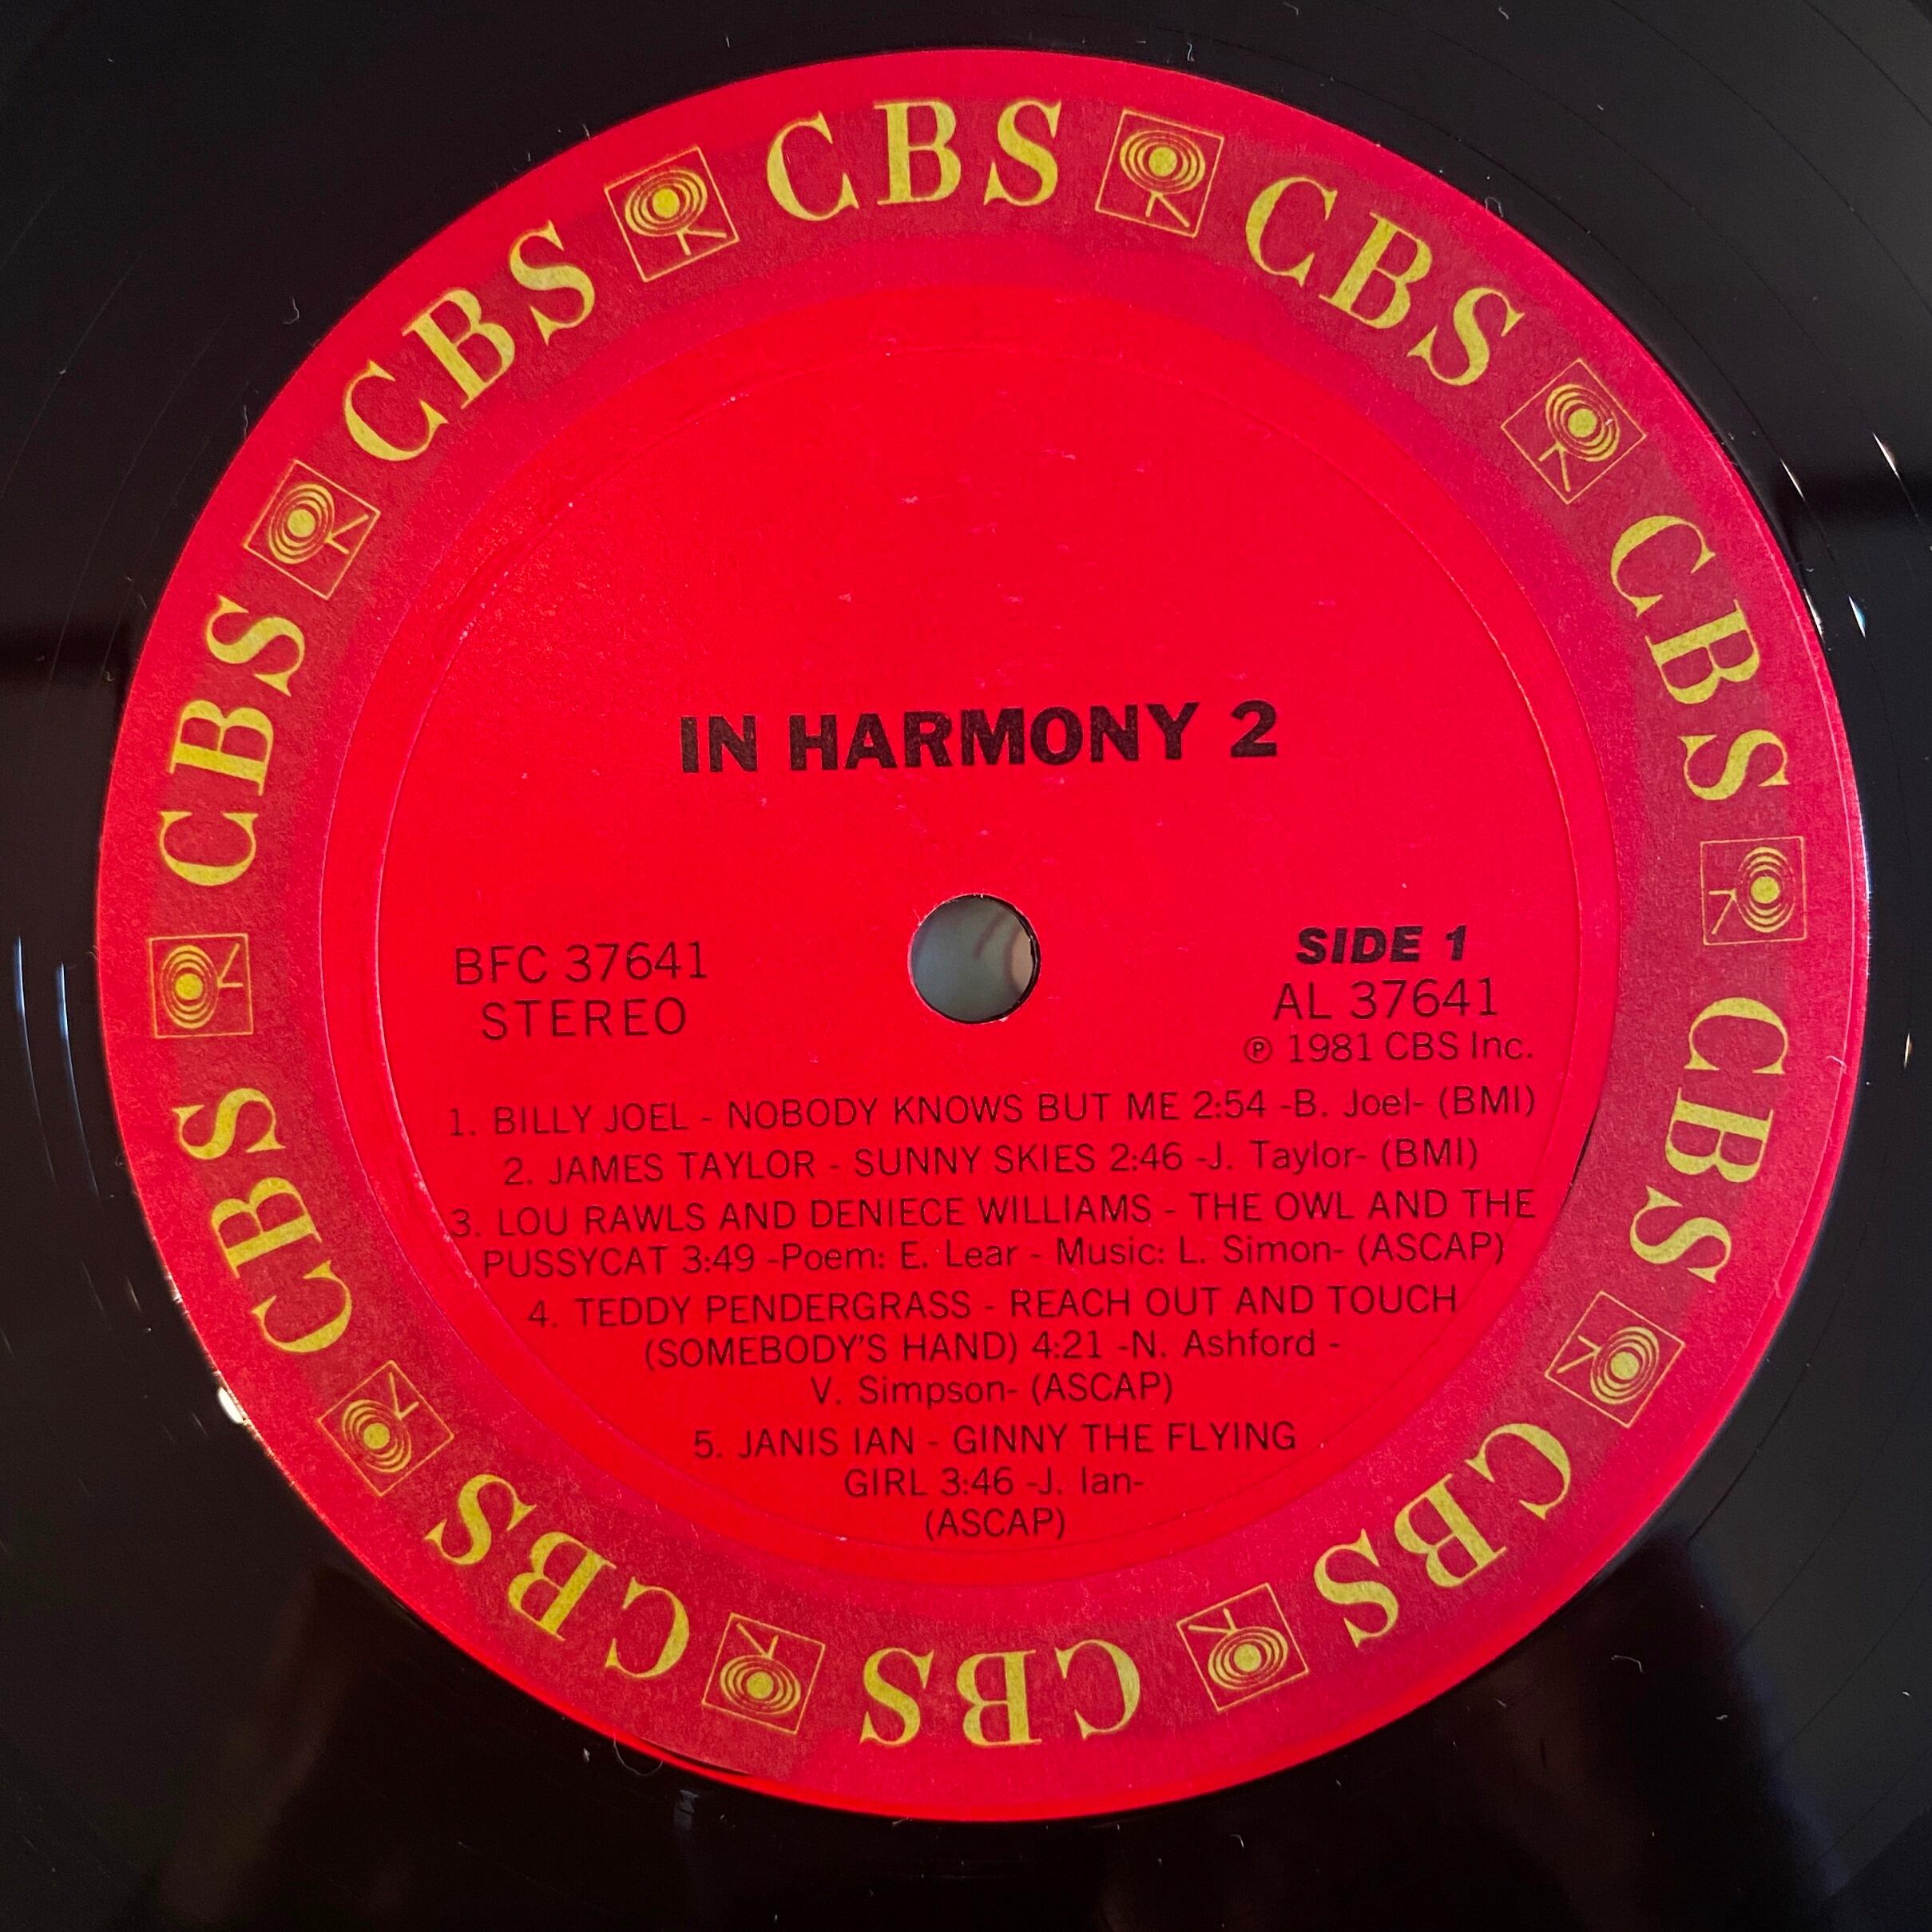 CBS CBS CBS CBS CBS CBS CBS CBS CBS CBS
IN HARMONY 2
BFC 37641
STEREO
SIDE 1
AL 37641
℗ 1981 CBS Inc.
1. BILLY JOEL - NOBODY KNOWS BUT ME 2:54 -B. Joel- (BMI)
2. JAMES TAYLOR - SUNNY SKIES 2:46 -J. Taylor- (BMI)
3. LOU RAWLS AND DENIECE WILLIAMS - THE OWL AND THE
PUSSYCAT 3:49 -Poem: E. Lear - Music: L. Simon- (ASCAP)
4. TEDDY PENDERGRASS - REACH OUT AND TOUCH
(SOMEBODY'S HAND) 4:21 -N. Ashford -
V. Simpson- (ASCAP)
5. JANIS IAN - GINNY THE FLYING
GIRL 3:46 -J. Ian-
(ASCAP)